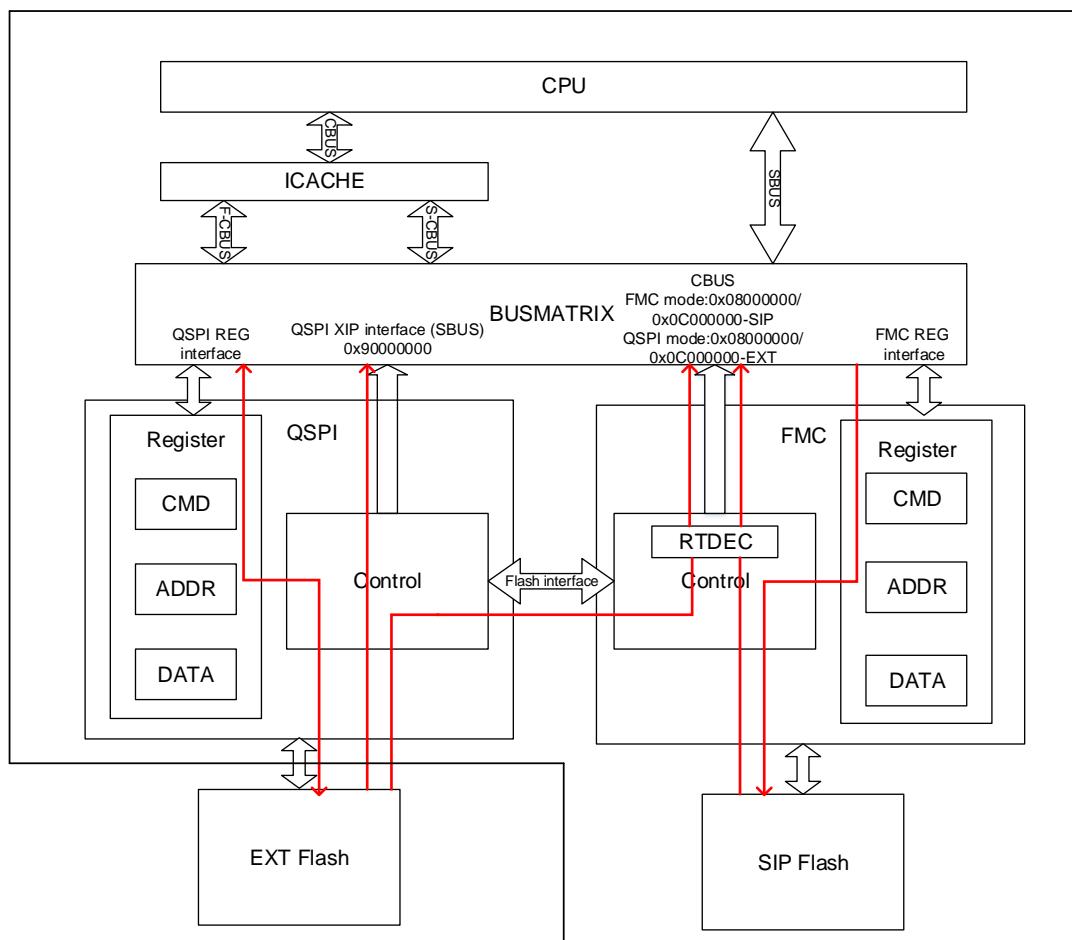 CPU
CBUS
SBUS
ICACHE
F-CBUS
S-CBUS
BUSMATRIX
QSPI REG
interface
QSPI XIP interface (SBUS)
0x90000000
CBUS
FMC mode:0x08000000/
0x0C000000-SIP
QSPI mode:0x08000000/
0x0C000000-EXT
FMC REG
interface
QSPI
Register
CMD
ADDR
DATA
Control
Flash interface
FMC
RTDEC
Control
Register
CMD
ADDR
DATA
EXT Flash
SIP Flash